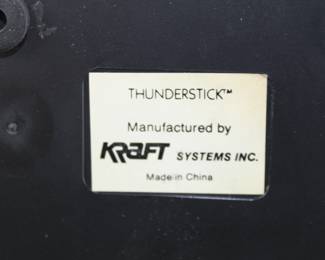 THUNDERSTICK™
Manufactured by
KRAFT SYSTEMS INC.
Made in China